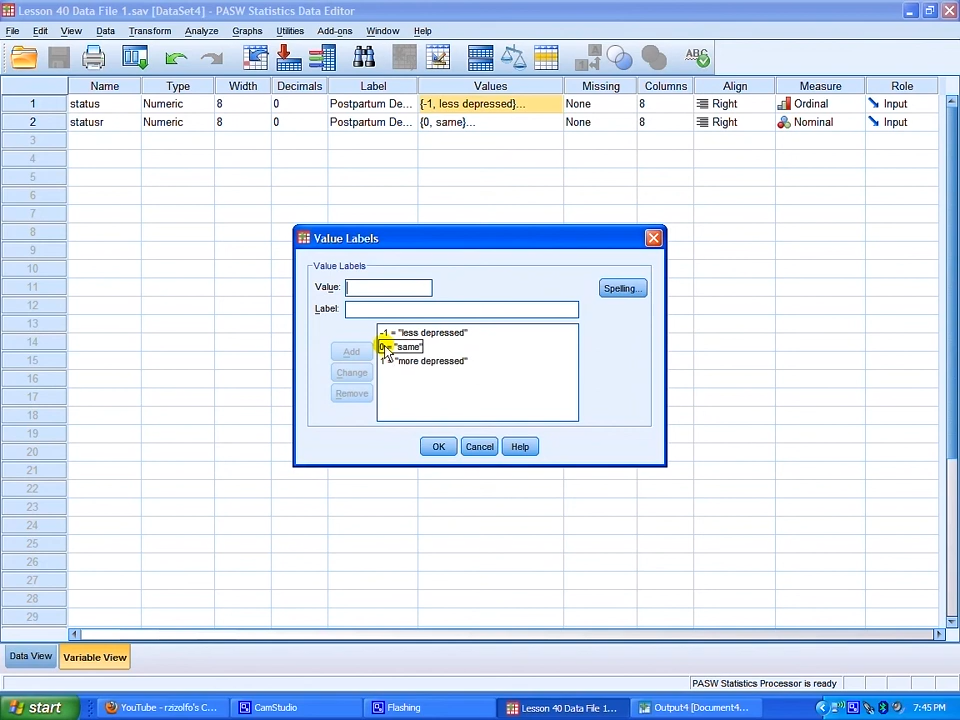 Lesson 40 Data File 1.sav [DataSet4] - PASW Statistics Data Editor
File Edit View Data Transform Analyze Graphs Utilities Add-ons Window Help
A
14
ABC
Name Type Width Decimals Label Values Missing Columns Align Measure Role
1 status Numeric 8 0 Postpartum De... {-1, less depressed}... None 8 Right Ordinal Input
2 statusr Numeric 8 0 Postpartum De... {0, same}... None 8 Right Nominal Input
3
4
5
6
7
8
9
10
11
12
13
14
15
16
17
18
19
20
21
22
23
24
25
26
27
28
29
Value Labels
Value Labels
Value:
Spelling...
Label:
-1 = "less depressed"
0 = "same"
1 = "more depressed"
Add
Change
Remove
OK Cancel Help
Data View Variable View
PASW Statistics Processor is ready
start YouTube - rzizolfo's C... CamStudio Flashing Lesson 40 Data File 1... Output4 [Document4... 7:45 PM